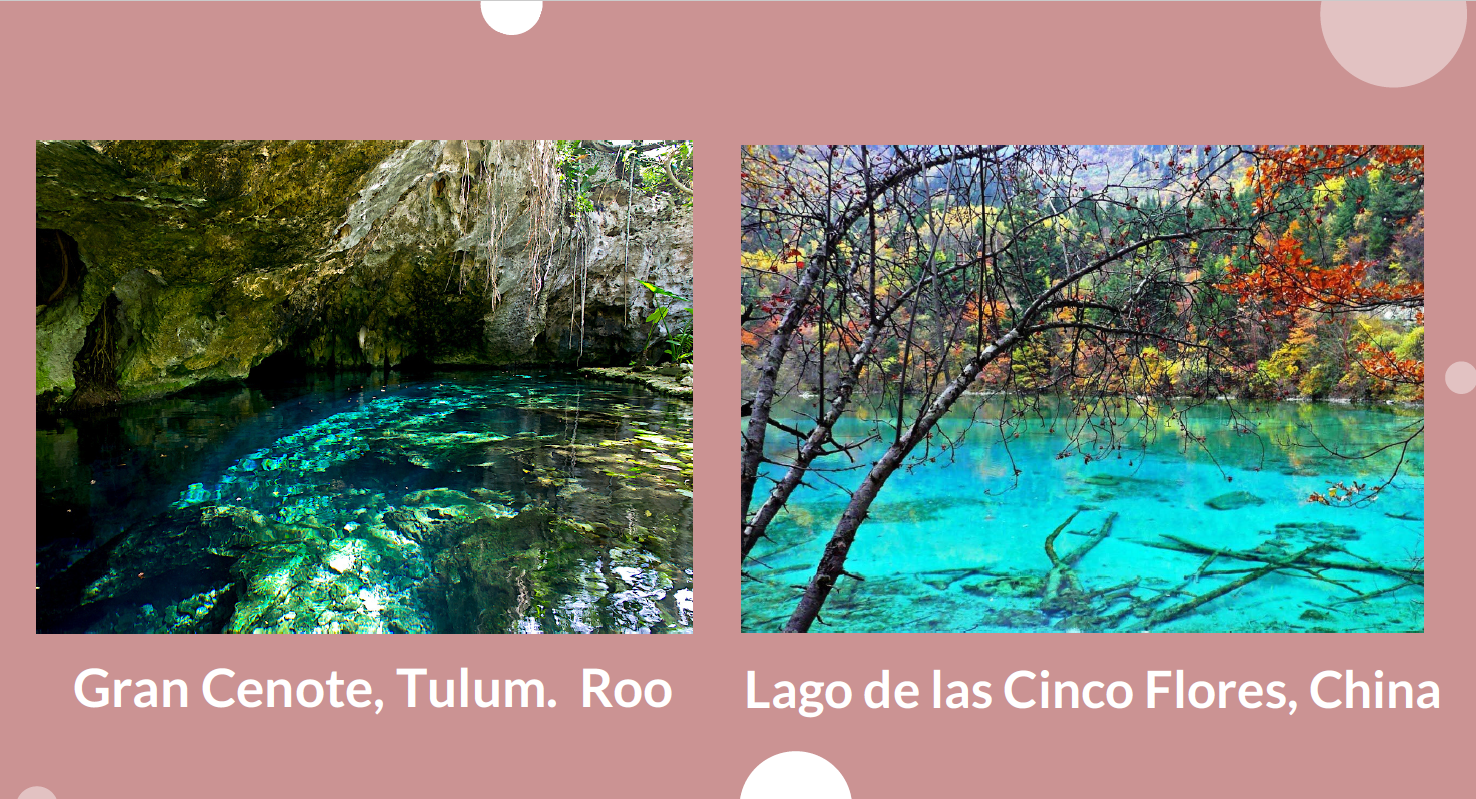 Gran Cenote, Tulum. Roo
Lago de las Cinco Flores, China